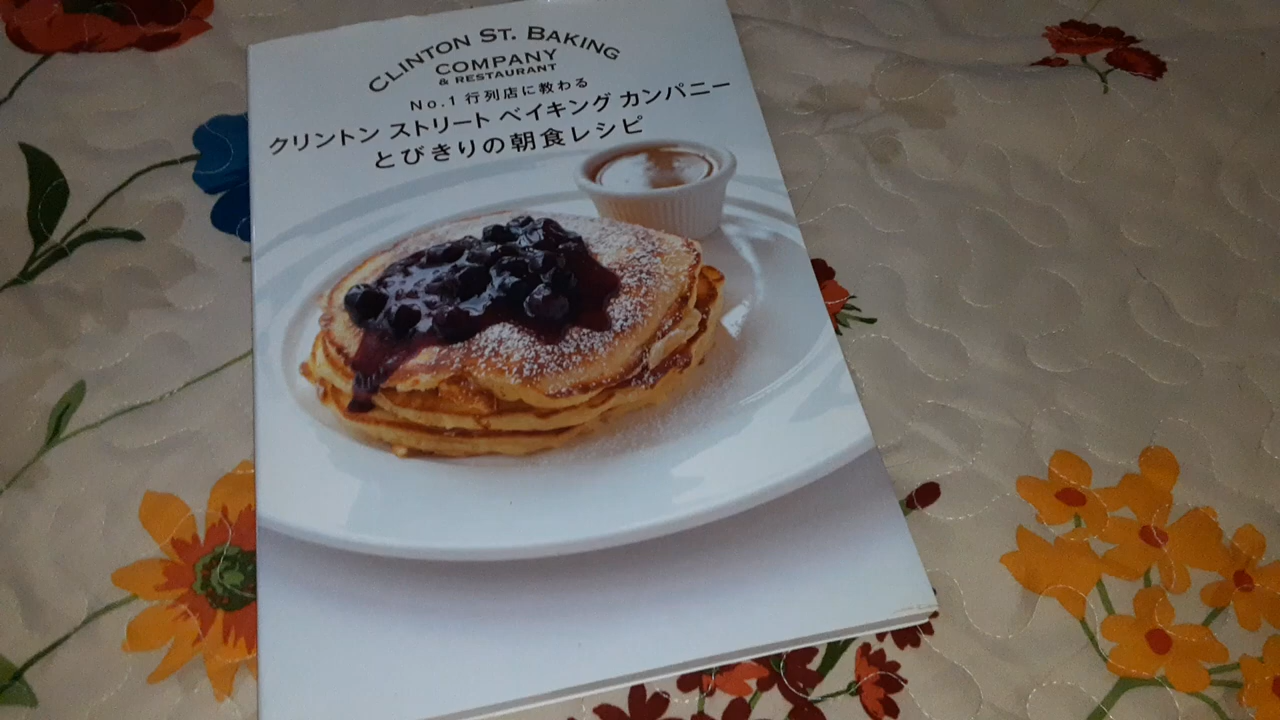 CLINTON ST. BAKING
COMPANY
& RESTAURANT
No.1 行列店に教わる
クリントン ストリート ベイキング カンパニー
とびきりの朝食レシピ